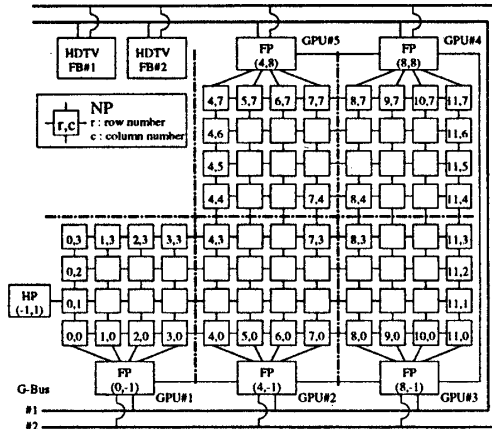 HDTV
FB#1
HDTV
FB#2
FP
(4,8)
GPU#5
FP
(8,8)
GPU#4
NP
r,c
r : row number
c : column number
4,7 5,7 6,7 7,7 8,7 9,7 10,7 11,7
4,6 11,6
4,5 11,5
4,4 7,4 8,4 11,4
0,3 1,3 2,3 3,3 4,3 7,3 8,3 11,3
0,2 11,2
HP
(-1,1)
0,1 11,1
0,0 1,0 2,0 3,0 4,0 5,0 6,0 7,0 8,0 9,0 10,0 11,0
FP
(0,-1)
GPU#1
FP
(4,-1)
GPU#2
FP
(8,-1)
GPU#3
G-Bus
#1
#2